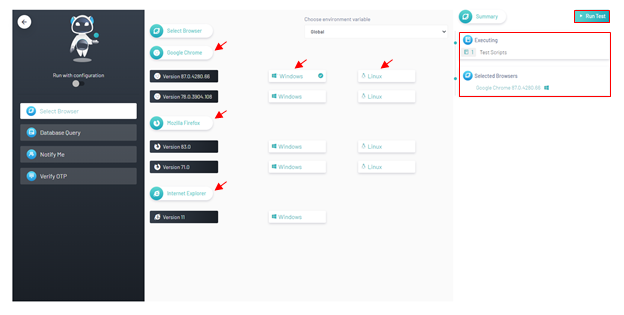 Run with configuration
Select Browser
Database Query
Notify Me
Verify OTP
Choose environment variable
Select Browser
Global
Google Chrome
Version 87.0.4280.66
Windows
Linux
Version 78.0.3904.108
Windows
Linux
Mozilla Firefox
Version 83.0
Windows
Linux
Version 71.0
Windows
Linux
Internet Explorer
Version 11
Windows
Summary
+ Run Test
Executing
1 Test Scripts
Selected Browsers
Google Chrome 87.0.4280.66